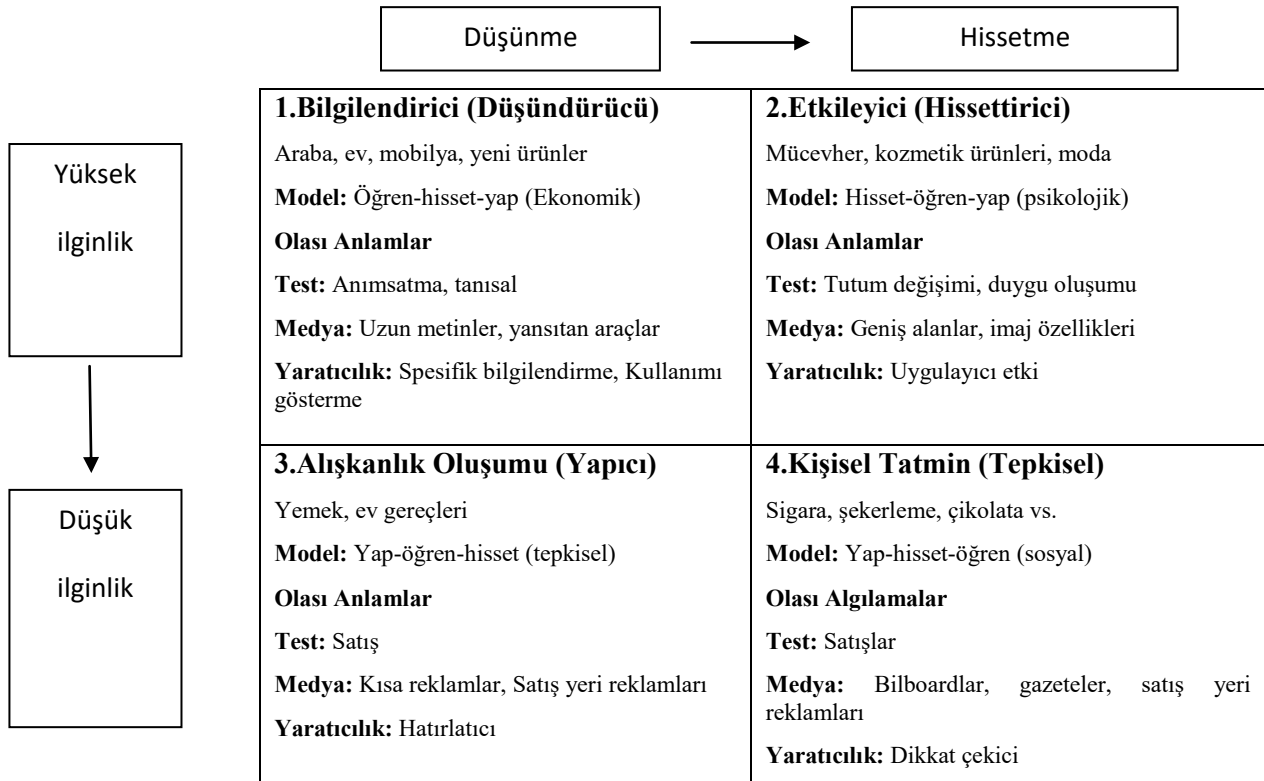 Düşünme
Hissetme
Yüksek
ilginlik
Düşük
ilginlik
1.Bilgilendirici (Düşündürücü)
Araba, ev, mobilya, yeni ürünler
Model: Öğren-hisset-yap (Ekonomik)
Olası Anlamlar
Test: Anımsatma, tanısal
Medya: Uzun metinler, yansıtan araçlar
Yaratıcılık: Spesifik bilgilendirme, Kullanımı
gösterme
2.Etkileyici (Hissettirici)
Mücevher, kozmetik ürünleri, moda
Model: Hisset-öğren-yap (psikolojik)
Olası Anlamlar
Test: Tutum değişimi, duygu oluşumu
Medya: Geniş alanlar, imaj özellikleri
Yaratıcılık: Uygulayıcı etki
3.Alışkanlık Oluşumu (Yapıcı)
Yemek, ev gereçleri
Model: Yap-öğren-hisset (tepkisel)
Olası Anlamlar
Test: Satış
Medya: Kısa reklamlar, Satış yeri reklamları
Yaratıcılık: Hatırlatıcı
4.Kişisel Tatmin (Tepkisel)
Sigara, şekerleme, çikolata vs.
Model: Yap-hisset-öğren (sosyal)
Olası Algılamalar
Test: Satışlar
Medya: Bilboardlar, gazeteler, satış yeri
reklamları
Yaratıcılık: Dikkat çekici